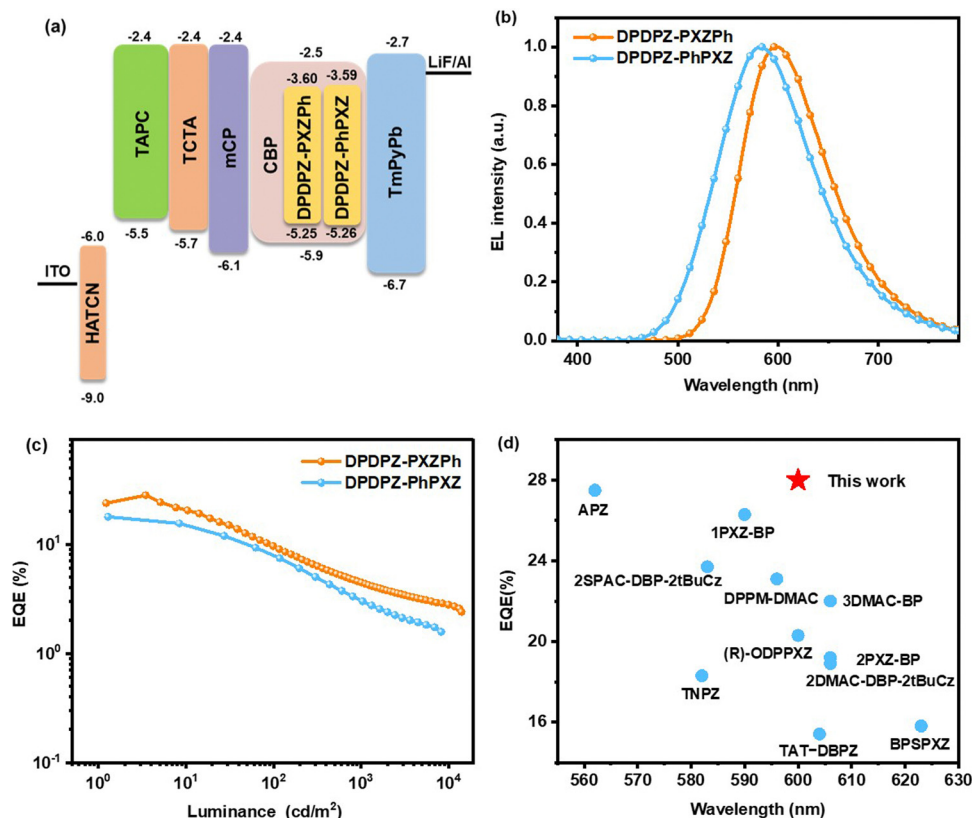 (a)
-2.4
-2.4
-2.4
-2.5
-2.7
LiF/Al
-3.60
-3.59
TAPC
TCTA
mCP
CBP
DPDPZ-PXZPh
DPDPZ-PhPXZ
TmPyPb
-5.5
-5.7
-6.1
-5.25
-5.26
-5.9
-6.7
-6.0
ITO
HATCN
-9.0
(b)
DPDPZ-PXZPh
DPDPZ-PhPXZ
EL intensity (a.u.)
1.0
0.8
0.6
0.4
0.2
0.0
400
500
600
700
Wavelength (nm)
(c)
DPDPZ-PXZPh
DPDPZ-PhPXZ
EQE (%)
10¹
10⁰
10⁻¹
10⁰
10¹
10²
10³
10⁴
Luminance (cd/m²)
(d)
EQE(%)
28
24
20
16
This work
APZ
1PXZ-BP
2SPAC-DBP-2tBuCz
DPPM-DMAC
3DMAC-BP
(R)-ODPPXZ
2PXZ-BP
2DMAC-DBP-2tBuCz
TNPZ
TAT-DBPZ
BPSPXZ
560
570
580
590
600
610
620
630
Wavelength (nm)